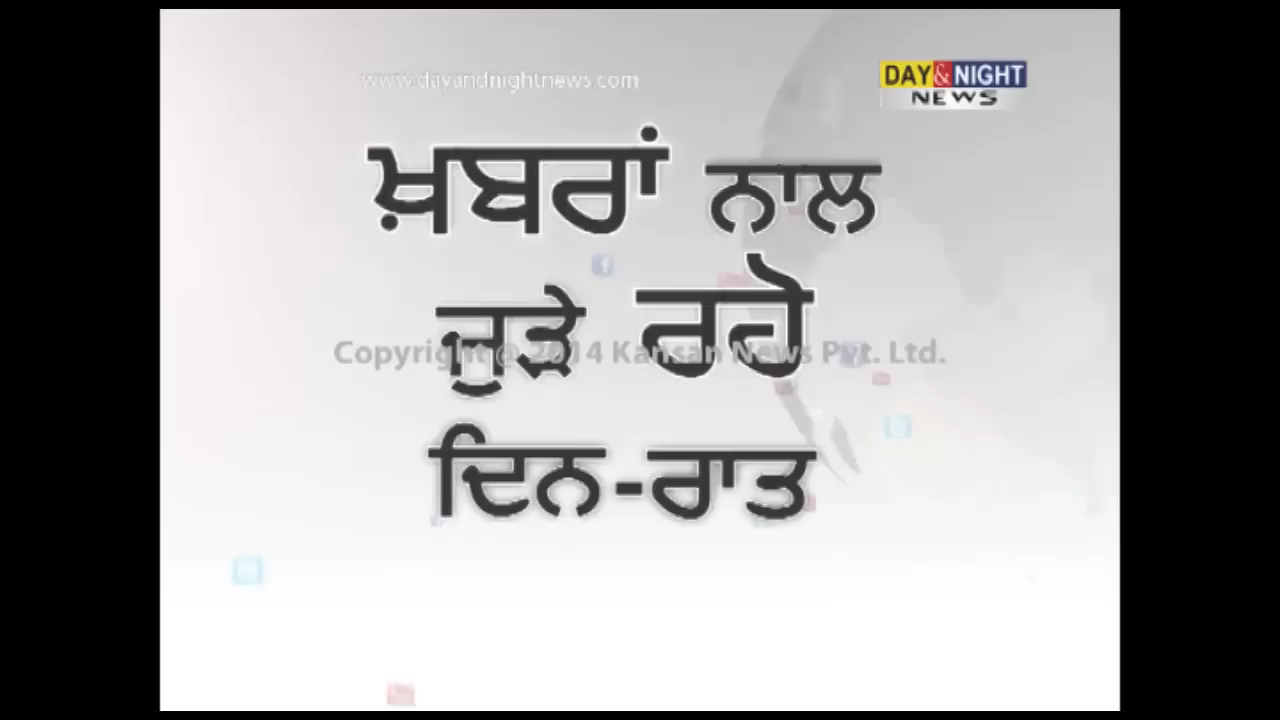 www.dayandnightnews.com
DAY & NIGHT
NEWS
ਖ਼ਬਰਾਂ ਨਾਲ
ਜੁੜੇ ਰਹੋ
Copyright @ 2014 Kansan News Pvt. Ltd.
ਦਿਨ-ਰਾਤ